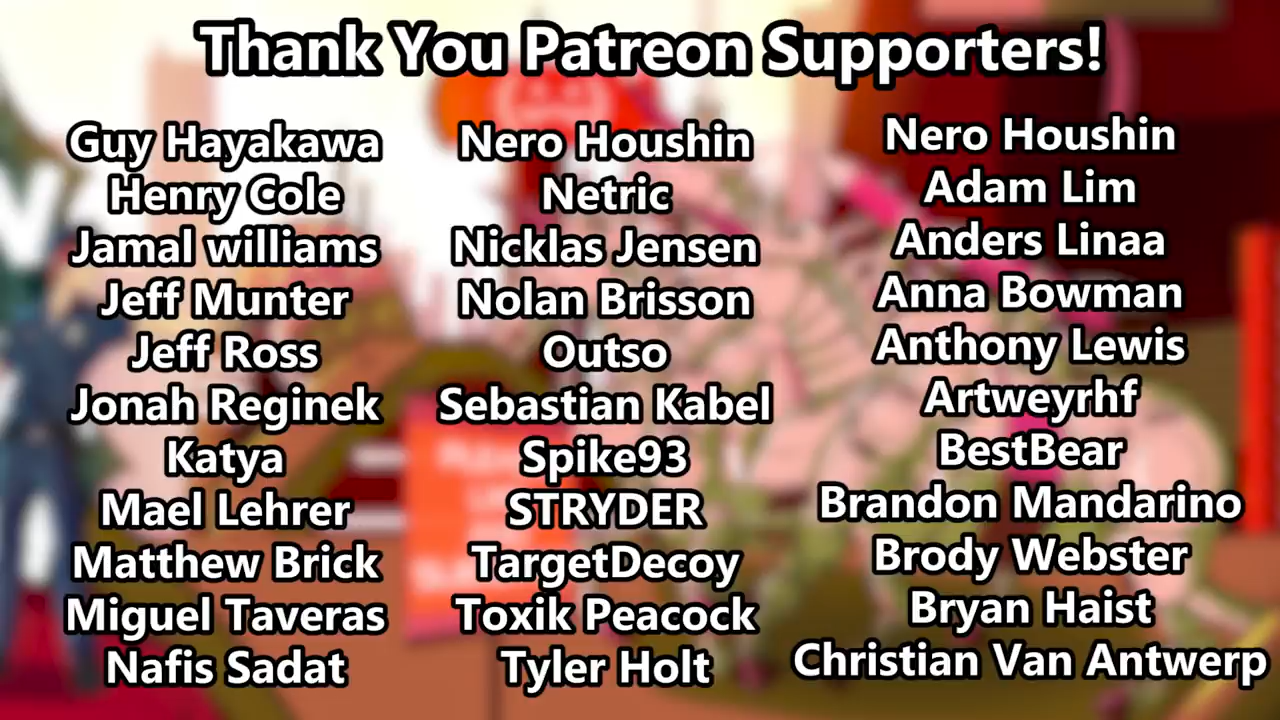 Thank You Patreon Supporters!
Guy Hayakawa
Henry Cole
Jamal williams
Jeff Munter
Jeff Ross
Jonah Reginek
Katya
Mael Lehrer
Matthew Brick
Miguel Taveras
Nafis Sadat
Nero Houshin
Netric
Nicklas Jensen
Nolan Brisson
Outso
Sebastian Kabel
Spike93
STRYDER
TargetDecoy
Toxik Peacock
Tyler Holt
Nero Houshin
Adam Lim
Anders Linaa
Anna Bowman
Anthony Lewis
Artweyrhf
BestBear
Brandon Mandarino
Brody Webster
Bryan Haist
Christian Van Antwerp